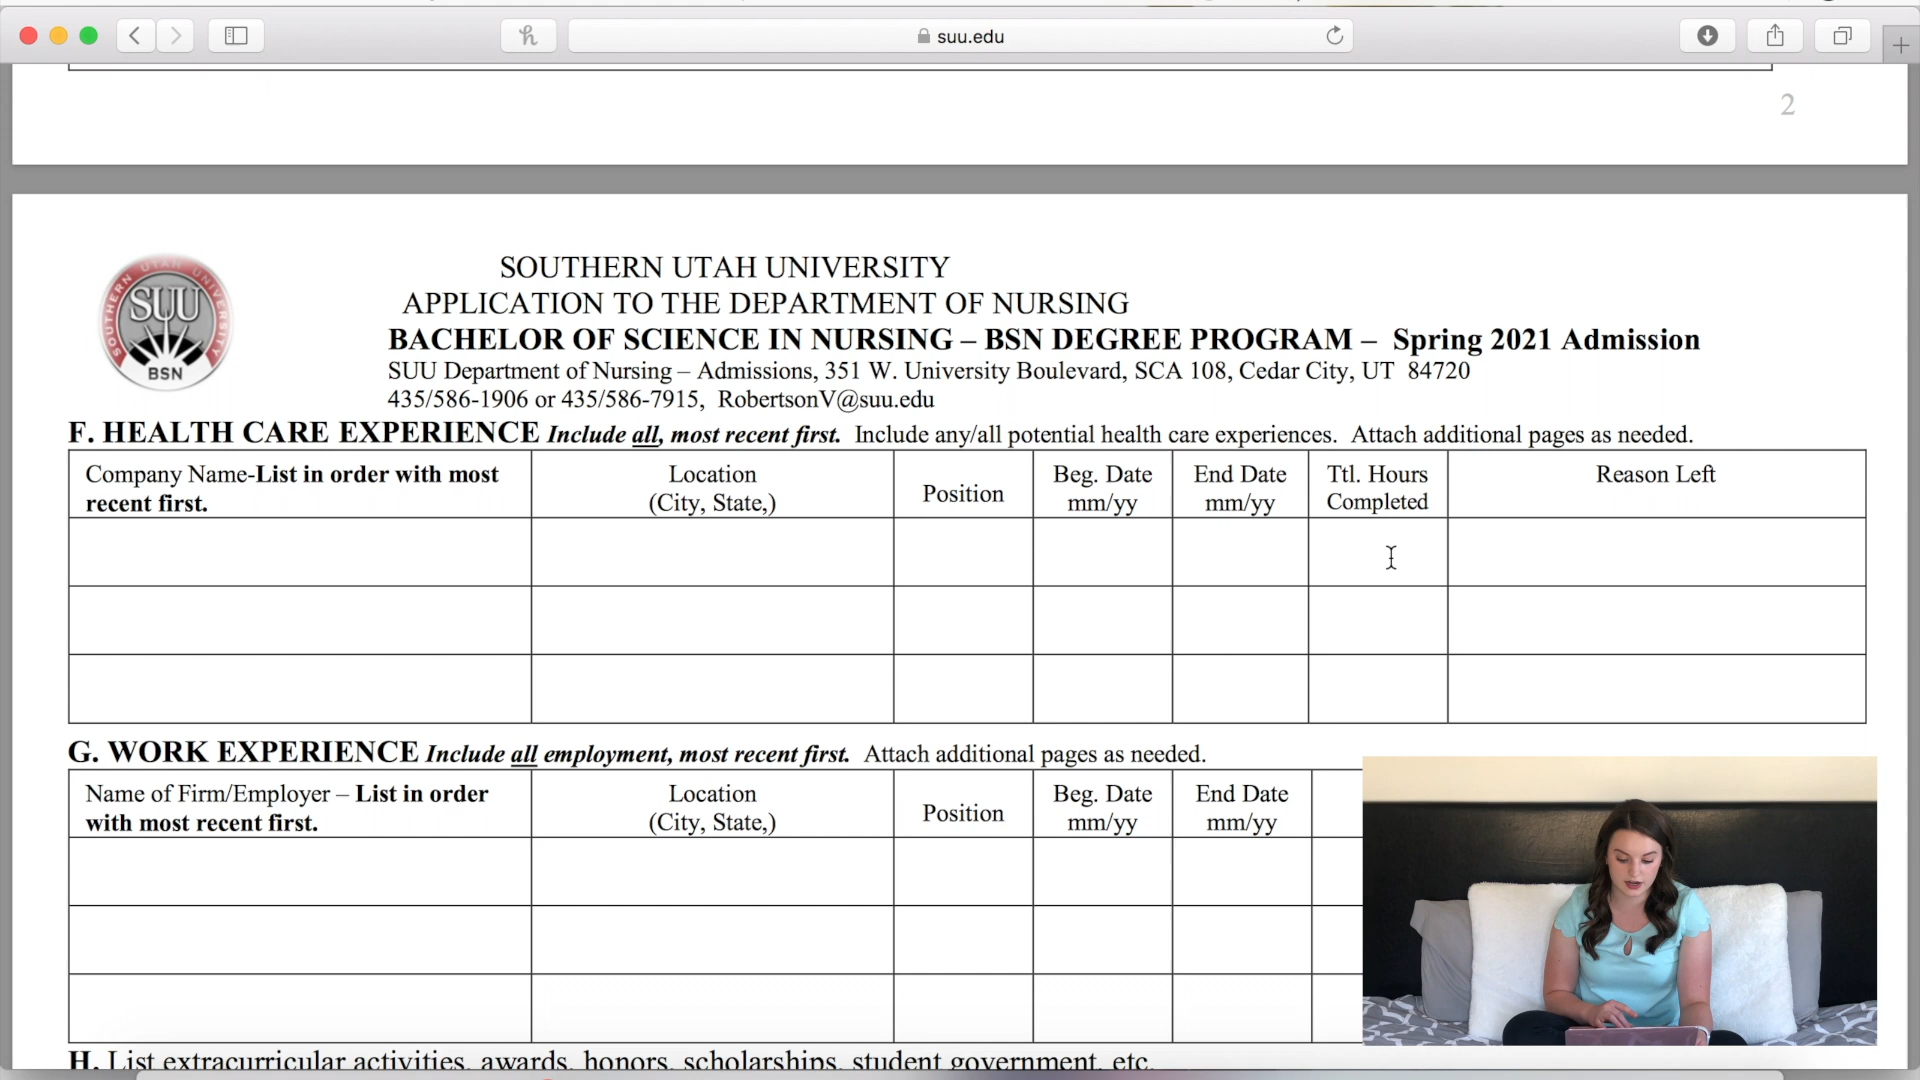 suu.edu
2
SOUTHERN UTAH UNIVERSITY
SUU
BSN
SOUTHERN UTAH UNIVERSITY
APPLICATION TO THE DEPARTMENT OF NURSING
BACHELOR OF SCIENCE IN NURSING – BSN DEGREE PROGRAM – Spring 2021 Admission
SUU Department of Nursing – Admissions, 351 W. University Boulevard, SCA 108, Cedar City, UT 84720
435/586-1906 or 435/586-7915, RobertsonV@suu.edu
F. HEALTH CARE EXPERIENCE Include all, most recent first. Include any/all potential health care experiences. Attach additional pages as needed.
Company Name-List in order with most
recent first.
Location
(City, State,)
Position
Beg. Date
mm/yy
End Date
mm/yy
Ttl. Hours
Completed
Reason Left
G. WORK EXPERIENCE Include all employment, most recent first. Attach additional pages as needed.
Name of Firm/Employer – List in order
with most recent first.
Location
(City, State,)
Position
Beg. Date
mm/yy
End Date
mm/yy
H. List extracurricular activities, awards, honors, scholarships, student government, etc.